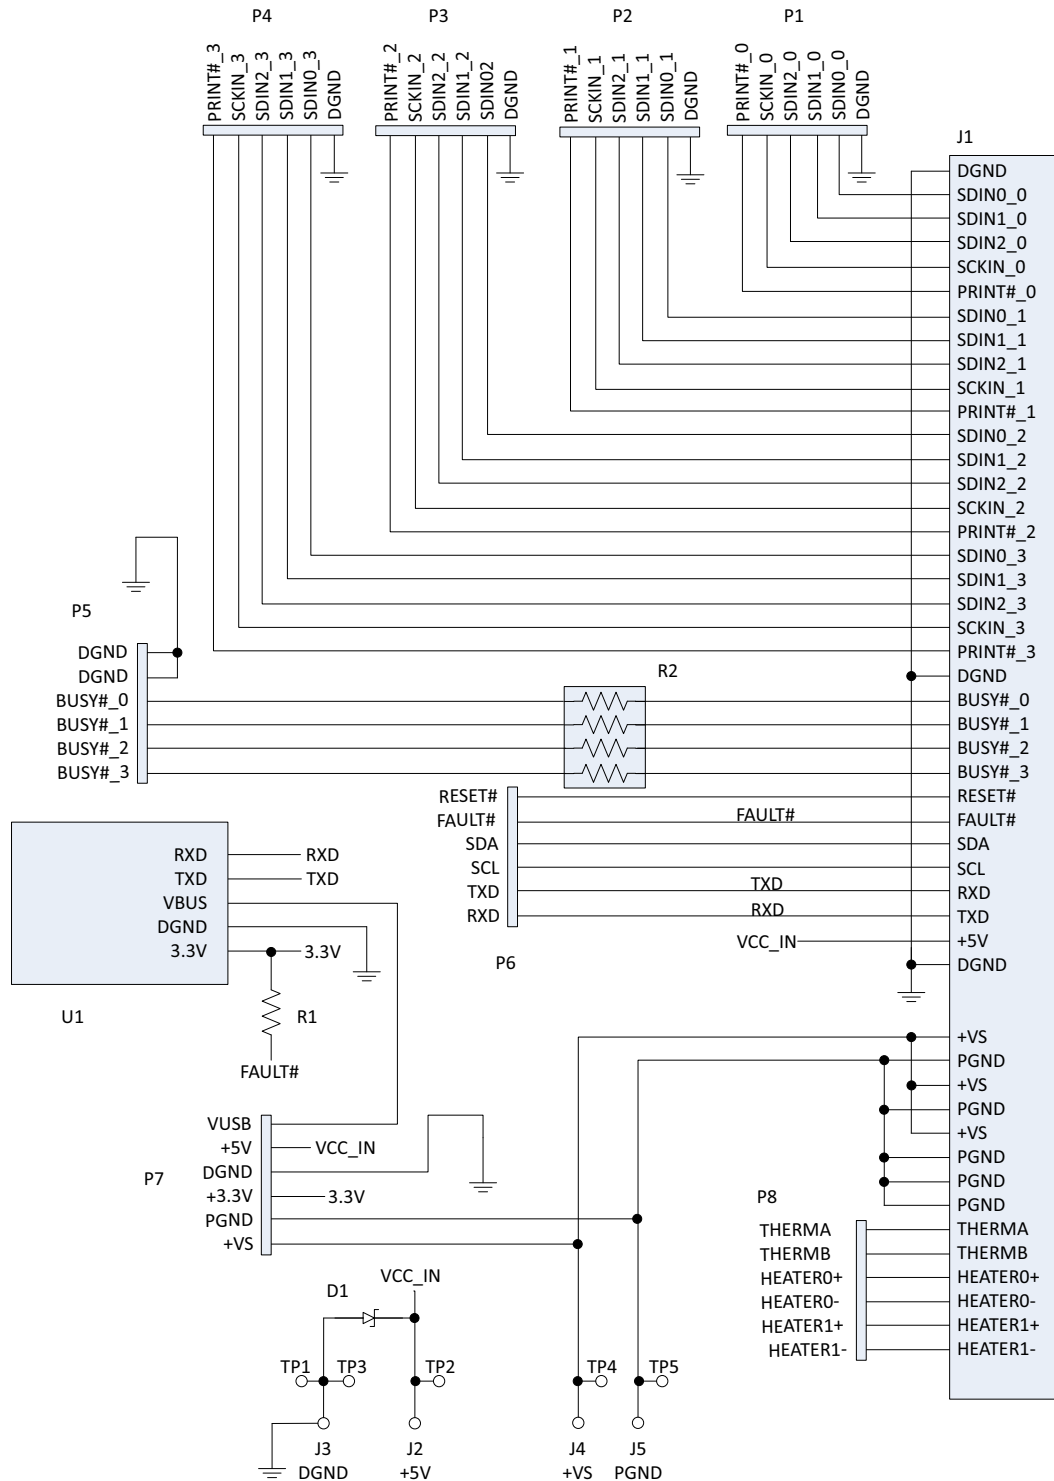 P4
P3
P2
P1
PRINT#_3
SCKIN_3
SDIN2_3
SDIN1_3
SDIN0_3
DGND
PRINT#_2
SCKIN_2
SDIN2_2
SDIN1_2
SDIN02
DGND
PRINT#_1
SCKIN_1
SDIN2_1
SDIN1_1
SDIN0_1
DGND
PRINT#_0
SCKIN_0
SDIN2_0
SDIN1_0
SDIN0_0
DGND
J1
DGND
SDIN0_0
SDIN1_0
SDIN2_0
SCKIN_0
PRINT#_0
SDIN0_1
SDIN1_1
SDIN2_1
SCKIN_1
PRINT#_1
SDIN0_2
SDIN1_2
SDIN2_2
SCKIN_2
PRINT#_2
SDIN0_3
SDIN1_3
SDIN2_3
SCKIN_3
PRINT#_3
DGND
BUSY#_0
BUSY#_1
BUSY#_2
BUSY#_3
RESET#
FAULT#
SDA
SCL
RXD
TXD
+5V
DGND
+VS
PGND
+VS
PGND
+VS
PGND
PGND
PGND
THERMA
THERMB
HEATER0+
HEATER0-
HEATER1+
HEATER1-
P5
DGND
DGND
BUSY#_0
BUSY#_1
BUSY#_2
BUSY#_3
R2
RESET#
FAULT#
SDA
SCL
TXD
RXD
P6
FAULT#
TXD
RXD
VCC_IN
RXD
TXD
VBUS
DGND
3.3V
RXD
TXD
3.3V
U1
R1
FAULT#
P7
VUSB
+5V
DGND
+3.3V
PGND
+VS
VCC_IN
3.3V
P8
THERMA
THERMB
HEATER0+
HEATER0-
HEATER1+
HEATER1-
VCC_IN
D1
TP1
TP3
TP2
TP4
TP5
J3
DGND
J2
+5V
J4
+VS
J5
PGND